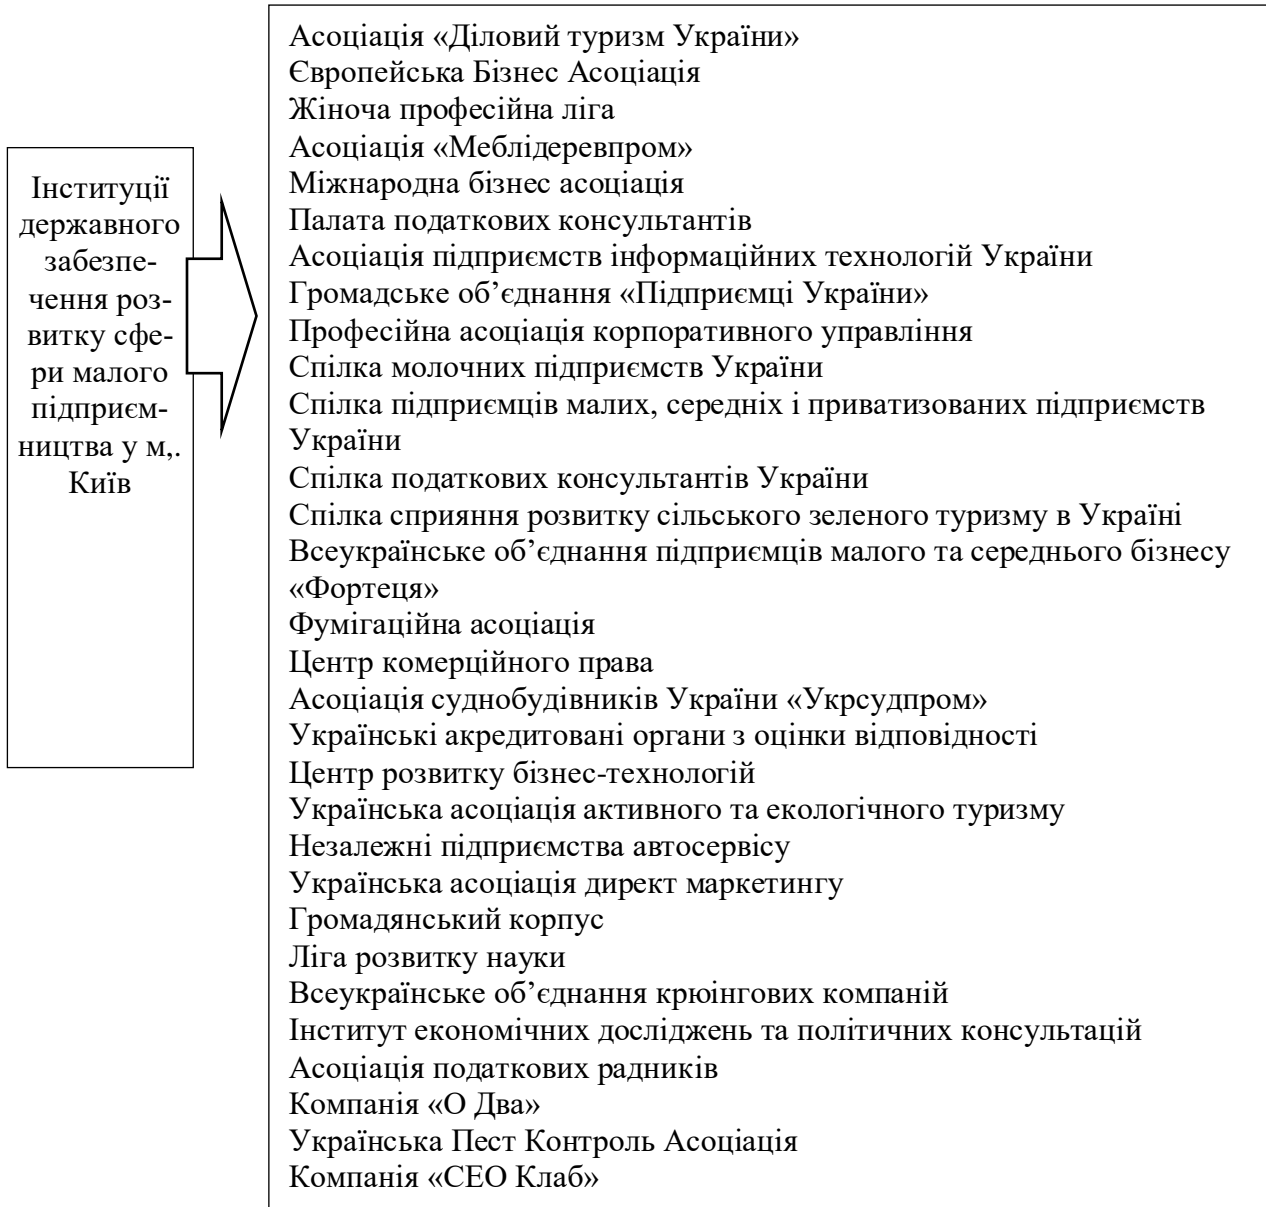 Інституції
державного
забезпе-
чення роз-
витку сфе-
ри малого
підприєм-
ництва у м,.
Київ
Асоціація «Діловий туризм України»
Європейська Бізнес Асоціація
Жіноча професійна ліга
Асоціація «Меблідеревпром»
Міжнародна бізнес асоціація
Палата податкових консультантів
Асоціація підприємств інформаційних технологій України
Громадське об’єднання «Підприємці України»
Професійна асоціація корпоративного управління
Спілка молочних підприємств України
Спілка підприємців малих, середніх і приватизованих підприємств
України
Спілка податкових консультантів України
Спілка сприяння розвитку сільського зеленого туризму в Україні
Всеукраїнське об’єднання підприємців малого та середнього бізнесу
«Фортеця»
Фумігаційна асоціація
Центр комерційного права
Асоціація суднобудівників України «Укрсудпром»
Українські акредитовані органи з оцінки відповідності
Центр розвитку бізнес-технологій
Українська асоціація активного та екологічного туризму
Незалежні підприємства автосервісу
Українська асоціація директ маркетингу
Громадянський корпус
Ліга розвитку науки
Всеукраїнське об’єднання крюінгових компаній
Інститут економічних досліджень та політичних консультацій
Асоціація податкових радників
Компанія «О Два»
Українська Пест Контроль Асоціація
Компанія «СЕО Клаб»